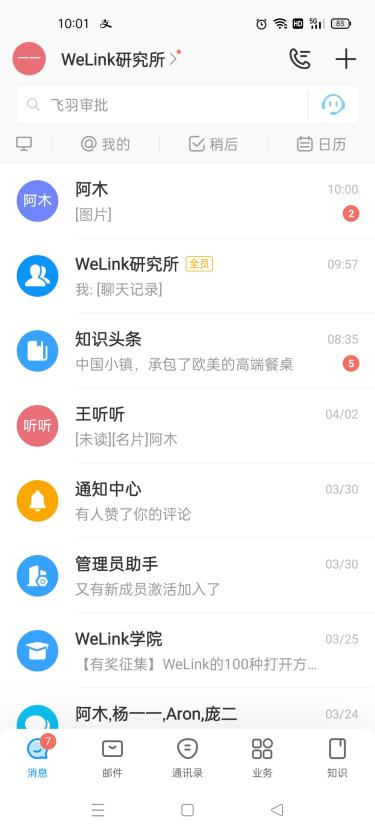 10:01 支 HD 5G 83
一一 WeLink研究所
飞羽审批
@我的 稍后 日历
阿木 阿木 10:00
[图片] 2
WeLink研究所 全员 09:57
我: [聊天记录]
知识头条 08:35
中国小镇，承包了欧美的高端餐桌 5
听听 王听听 04/02
[未读][名片]阿木
通知中心 03/30
有人赞了你的评论
管理员助手 03/30
又有新成员激活加入了
WeLink学院 03/25
【有奖征集】WeLink的100种打开方...
阿木,杨一一,Aron,庞二 03/24
7
消息 邮件 通讯录 业务 知识